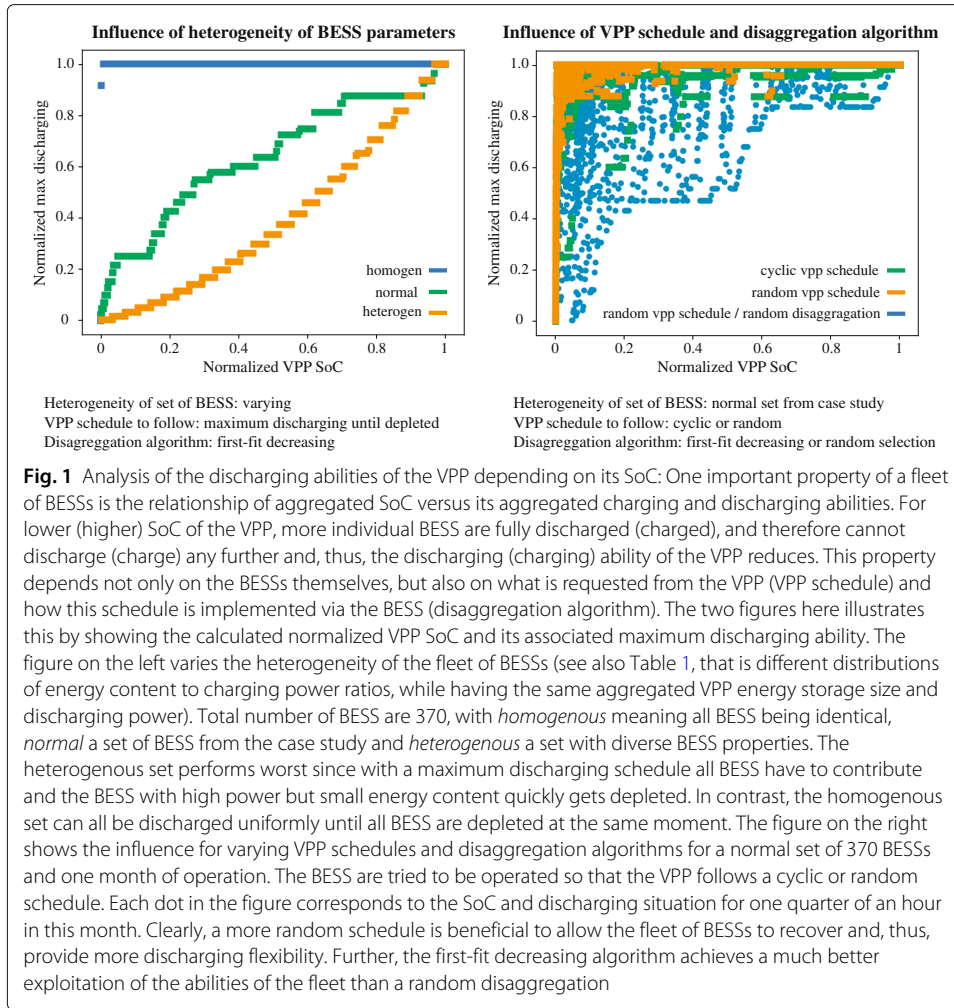 Influence of heterogeneity of BESS parameters
Normalized max discharging
1.0
0.8
0.6
0.4
0.2
0
homogen
normal
heterogen
0
0.2
0.4
0.6
0.8
1
Normalized VPP SoC
Heterogeneity of set of BESS: varying
VPP schedule to follow: maximum discharging until depleted
Disagreggation algorithm: first-fit decreasing
Influence of VPP schedule and disaggregation algorithm
Normalized max discharging
1.0
0.8
0.6
0.4
0.2
0
cyclic vpp schedule
random vpp schedule
random vpp schedule / random disaggragation
0
0.2
0.4
0.6
0.8
1
Normalized VPP SoC
Heterogeneity of set of BESS: normal set from case study
VPP schedule to follow: cyclic or random
Disagreggation algorithm: first-fit decreasing or random selection
Fig. 1 Analysis of the discharging abilities of the VPP depending on its SoC: One important property of a fleet
of BESSs is the relationship of aggregated SoC versus its aggregated charging and discharging abilities. For
lower (higher) SoC of the VPP, more individual BESS are fully discharged (charged), and therefore cannot
discharge (charge) any further and, thus, the discharging (charging) ability of the VPP reduces. This property
depends not only on the BESSs themselves, but also on what is requested from the VPP (VPP schedule) and
how this schedule is implemented via the BESS (disaggregation algorithm). The two figures here illustrates
this by showing the calculated normalized VPP SoC and its associated maximum discharging ability. The
figure on the left varies the heterogeneity of the fleet of BESSs (see also Table 1, that is different distributions
of energy content to charging power ratios, while having the same aggregated VPP energy storage size and
discharging power). Total number of BESS are 370, with homogenous meaning all BESS being identical,
normal a set of BESS from the case study and heterogenous a set with diverse BESS properties. The
heterogenous set performs worst since with a maximum discharging schedule all BESS have to contribute
and the BESS with high power but small energy content quickly gets depleted. In contrast, the homogenous
set can all be discharged uniformly until all BESS are depleted at the same moment. The figure on the right
shows the influence for varying VPP schedules and disaggregation algorithms for a normal set of 370 BESSs
and one month of operation. The BESS are tried to be operated so that the VPP follows a cyclic or random
schedule. Each dot in the figure corresponds to the SoC and discharging situation for one quarter of an hour
in this month. Clearly, a more random schedule is beneficial to allow the fleet of BESSs to recover and, thus,
provide more discharging flexibility. Further, the first-fit decreasing algorithm achieves a much better
exploitation of the abilities of the fleet than a random disaggregation